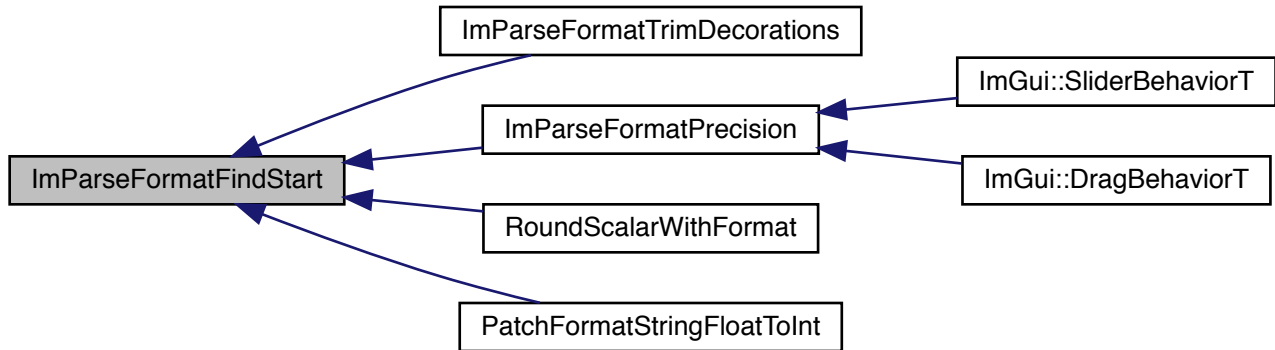 ImParseFormatTrimDecorations
ImGui::SliderBehaviorT
ImParseFormatPrecision
ImParseFormatFindStart
ImGui::DragBehaviorT
RoundScalarWithFormat
PatchFormatStringFloatToInt